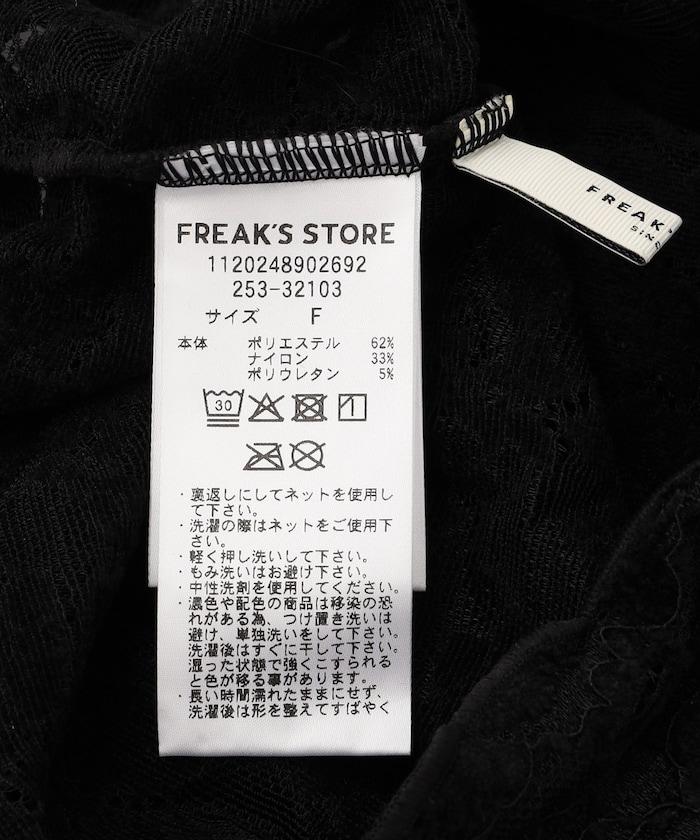 FREAK'S STORE
1120248902692
253-32103
サイズ F
本体 ポリエステル 62%
ナイロン 33%
ポリウレタン 5%
30
・裏返しにしてネットを使用し
て下さい。
・洗濯の際はネットをご使用下
さい。
・軽く押し洗いして下さい。
・もみ洗いはお避け下さい。
・中性洗剤を使用してください。
・濃色や配色の商品は移染の恐
れがある為、つけ置き洗いは
避け、単独洗いをして下さい。
洗濯後はすぐに干して下さい。
湿った状態で強くこすられる
と色が移る事があります。
・長い時間濡れたままにせず、
洗濯後は形を整えてすばやく
FREAK
SIN